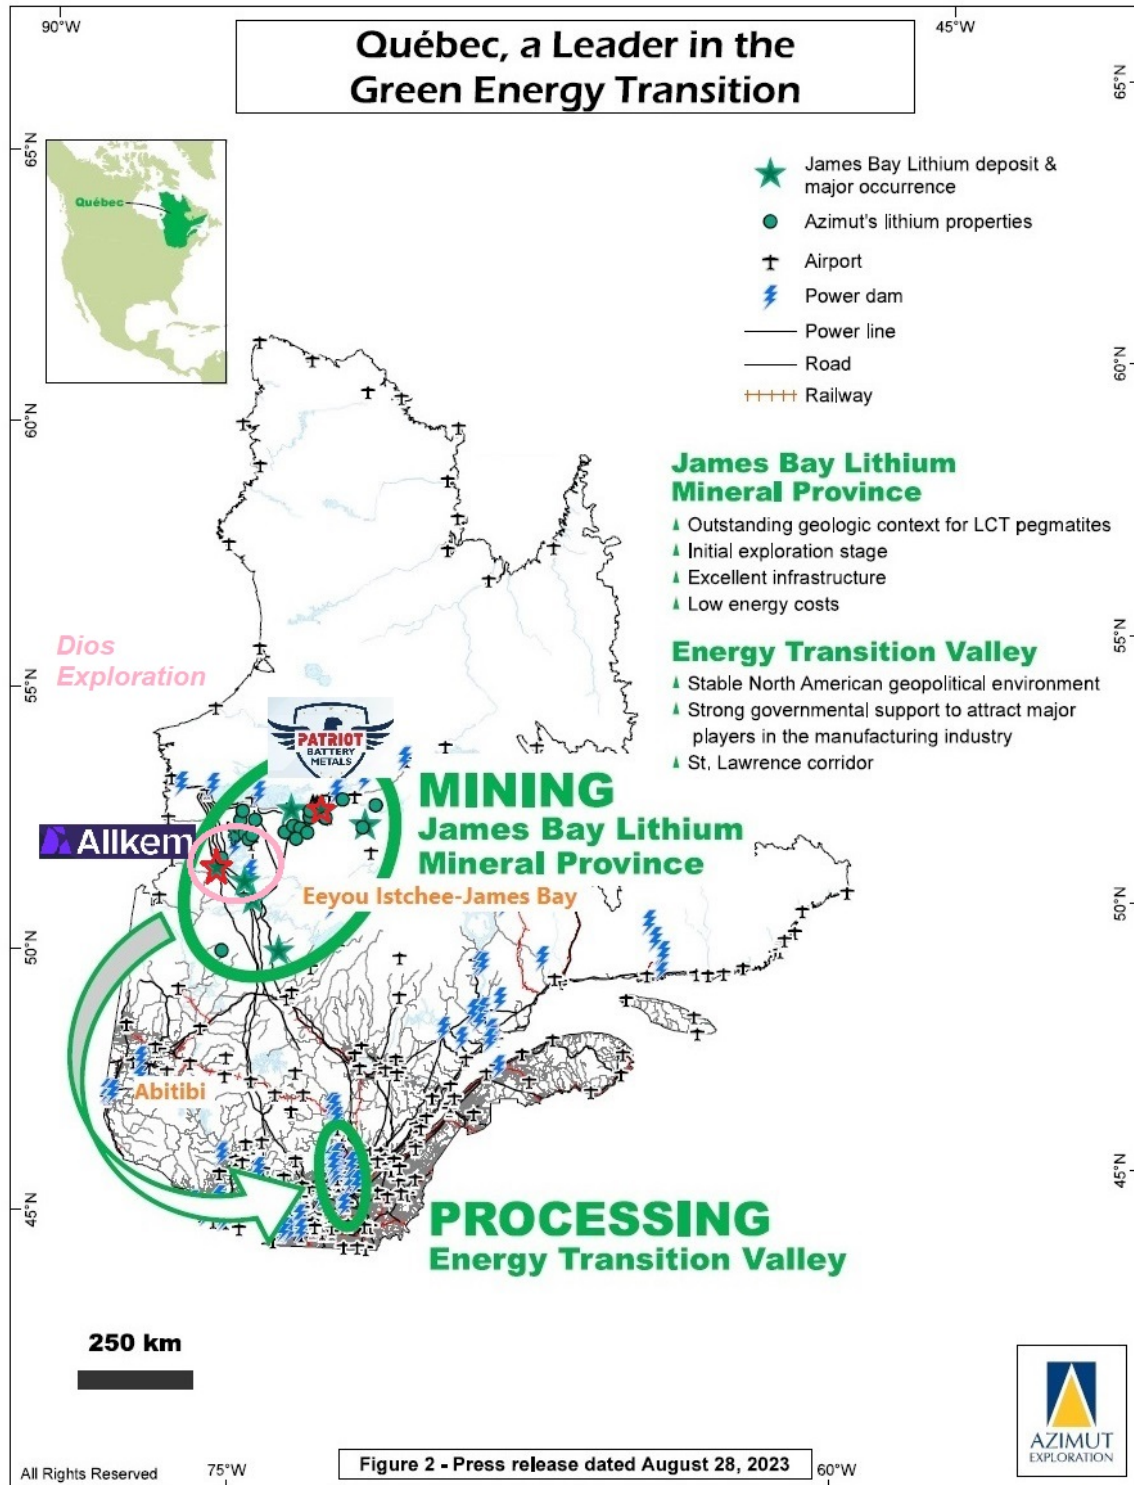 90°W
45°W
Québec, a Leader in the
Green Energy Transition
65°N
65°N
Québec
James Bay Lithium deposit &
major occurrence
Azimut's lithium properties
Airport
Power dam
Power line
Road
Railway
60°N
60°N
James Bay Lithium
Mineral Province
Outstanding geologic context for LCT pegmatites
Initial exploration stage
Excellent infrastructure
Low energy costs
Dios
Exploration
55°N
55°N
Energy Transition Valley
Stable North American geopolitical environment
Strong governmental support to attract major
players in the manufacturing industry
St. Lawrence corridor
PATRIOT
BATTERY
METALS
MINING
James Bay Lithium
Mineral Province
Allkem
Eeyou Istchee-James Bay
50°N
50°N
Abitibi
45°N
45°N
PROCESSING
Energy Transition Valley
250 km
AZIMUT
EXPLORATION
All Rights Reserved
75°W
Figure 2 - Press release dated August 28, 2023
60°W